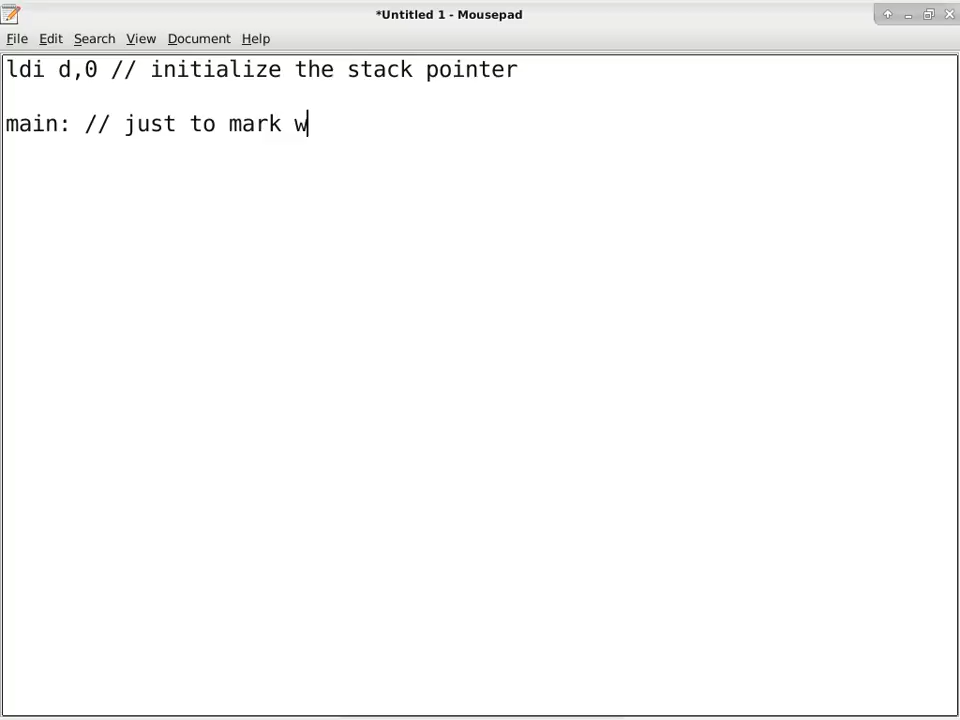 *Untitled 1 - Mousepad
File Edit Search View Document Help
ldi d,0 // initialize the stack pointer
main: // just to mark w